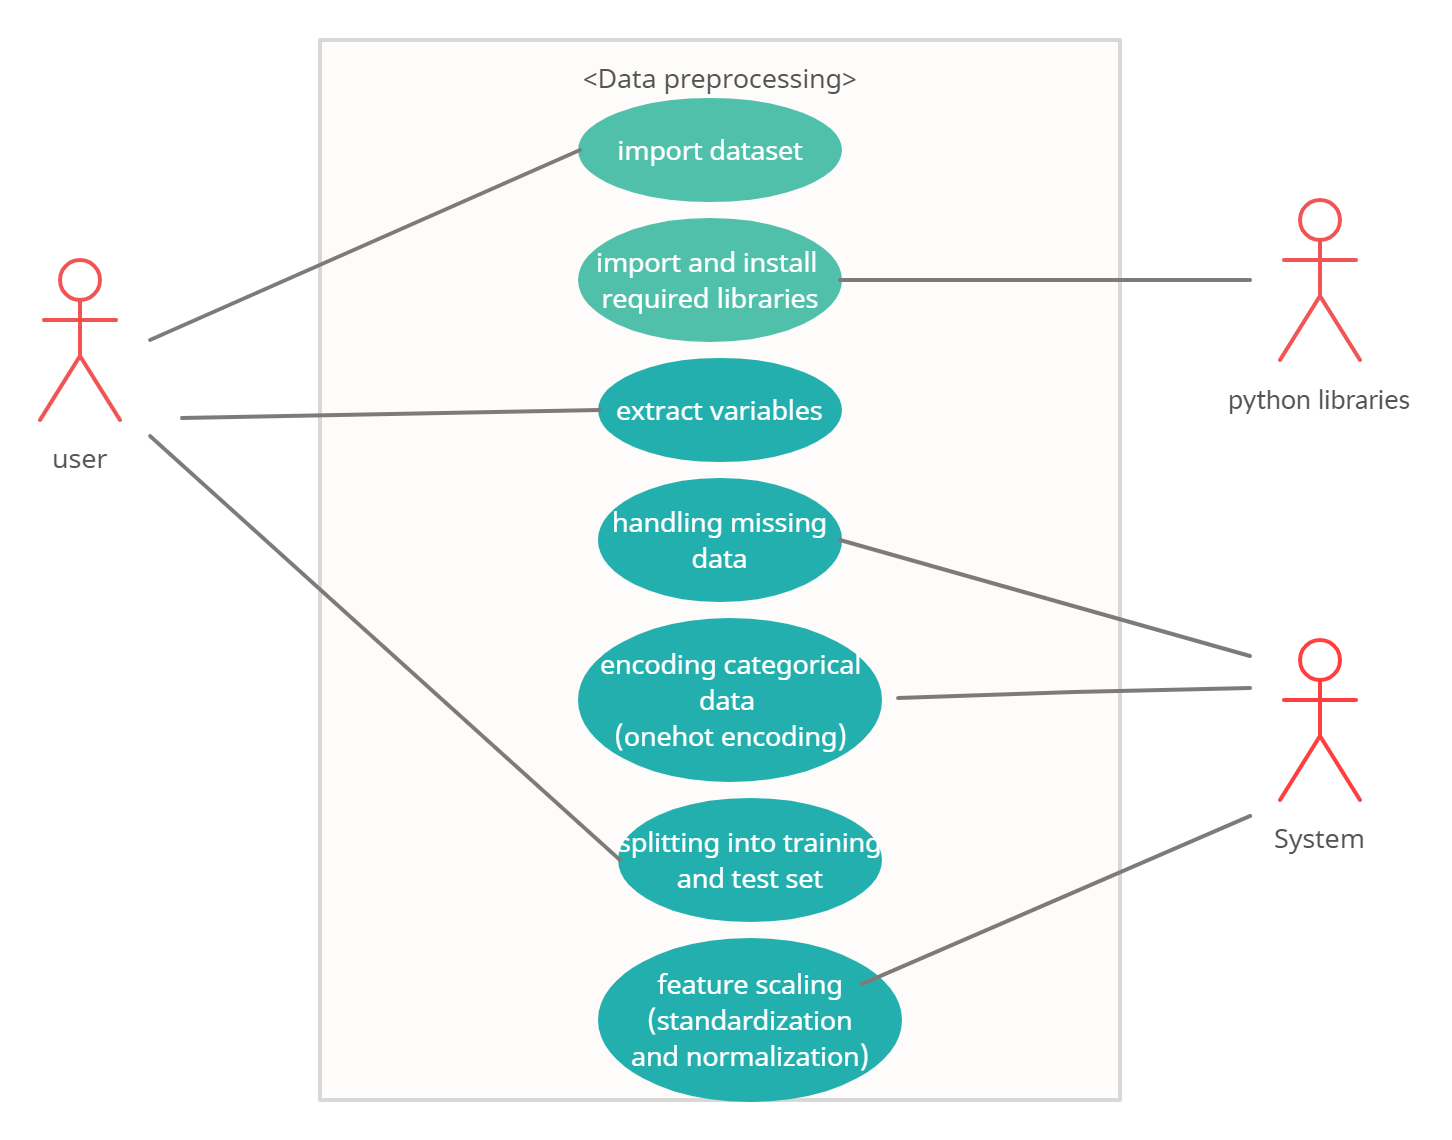 <Data preprocessing>
import dataset
import and install
required libraries
python libraries
extract variables
user
handling missing
data
encoding categorical
data
(onehot encoding)
splitting into training
and test set
System
feature scaling
(standardization
and normalization)